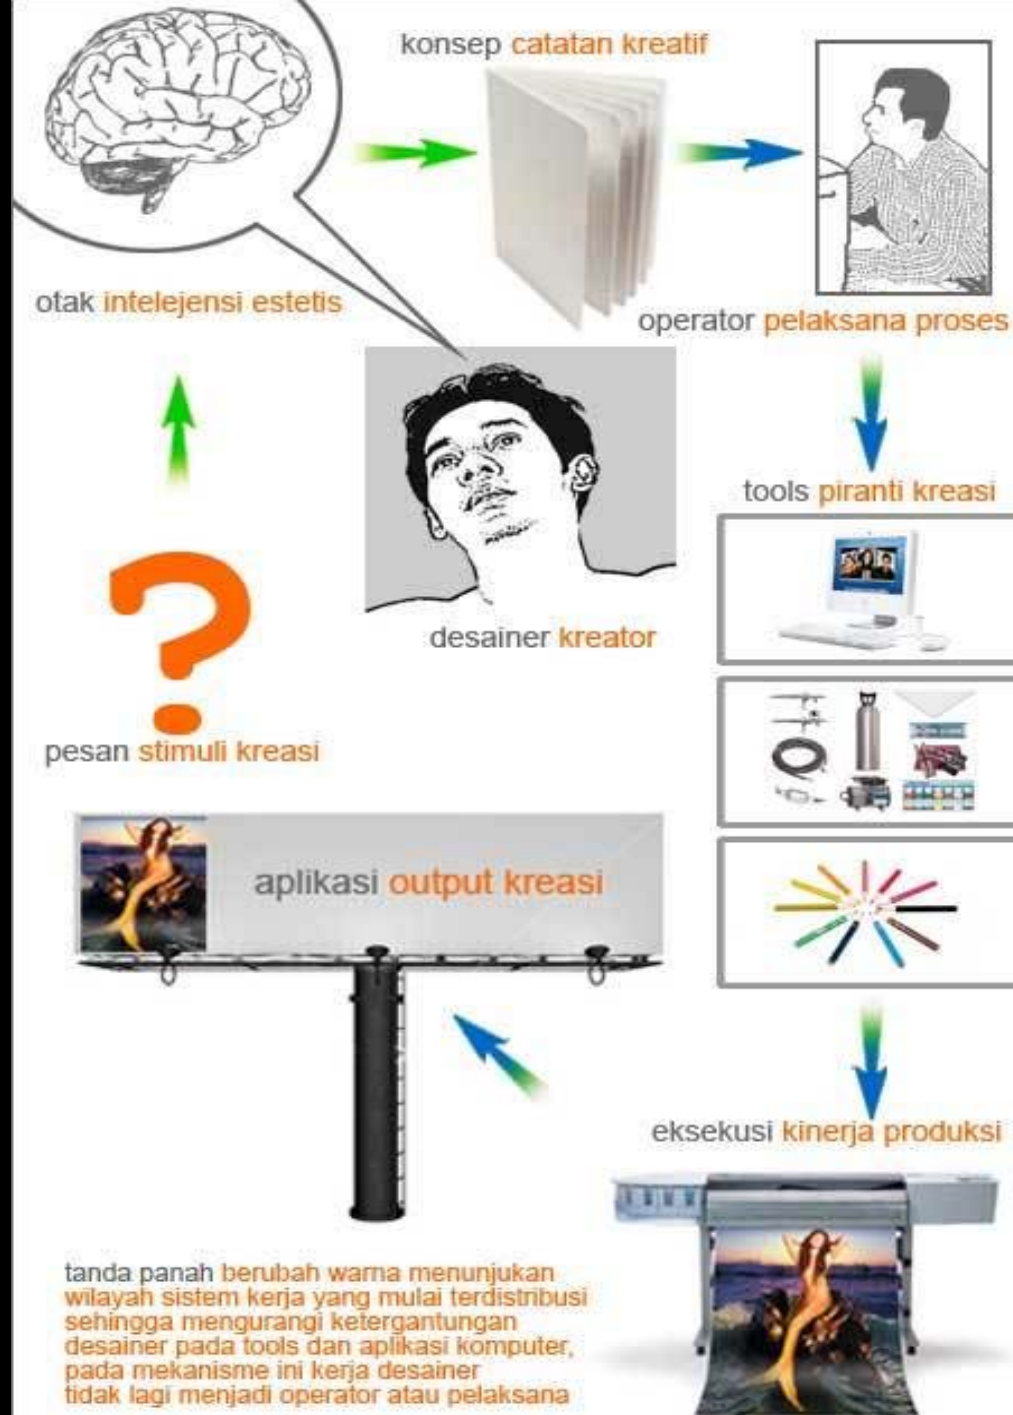 konsep catatan kreatif
otak intelejensi estetis
operator pelaksana proses
tools piranti kreasi
desainer kreator
pesan stimuli kreasi
aplikasi output kreasi
eksekusi kinerja produksi
tanda panah berubah warna menunjukan
wilayah sistem kerja yang mulai terdistribusi
sehingga mengurangi ketergantungan
desainer pada tools dan aplikasi komputer,
pada mekanisme ini kerja desainer
tidak lagi menjadi operator atau pelaksana